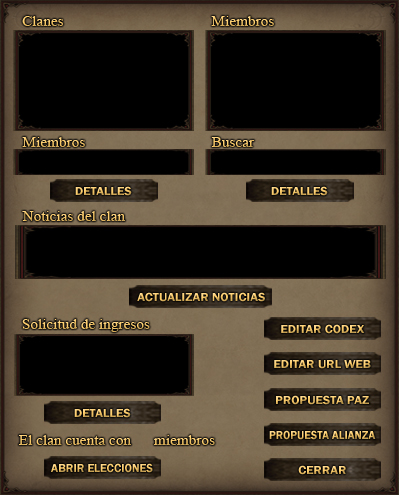 Clanes
Miembros
Miembros
Buscar
DETALLES
DETALLES
Noticias del clan
ACTUALIZAR NOTICIAS
Solicitud de ingresos
EDITAR CODEX
EDITAR URL WEB
PROPUESTA PAZ
DETALLES
PROPUESTA ALIANZA
El clan cuenta con miembros
ABRIR ELECCIONES
CERRAR